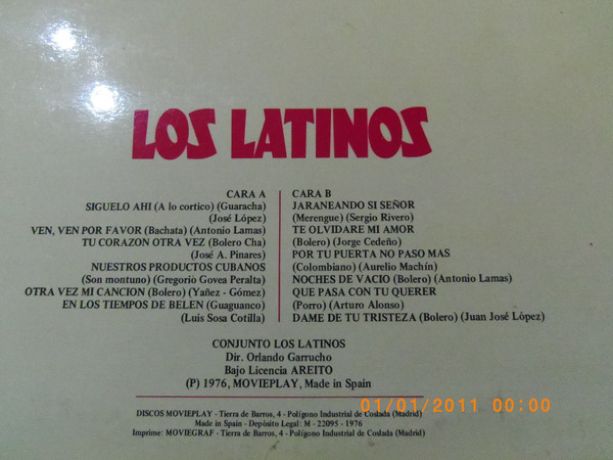 LOS LATINOS
CARA A
SIGUELO AHI (A lo cortico) (Guaracha)
(José López)
VEN, VEN POR FAVOR (Bachata) (Antonio Lamas)
TU CORAZON OTRA VEZ (Bolero Cha)
(José A. Pinares)
NUESTROS PRODUCTOS CUBANOS
(Son montuno) (Gregorio Govea Peralta)
OTRA VEZ MI CANCION (Bolero) (Yañez - Gómez)
EN LOS TIEMPOS DE BELEN (Guaguanco)
(Luis Sosa Cotilla)
CARA B
JARANEANDO SI SEÑOR
(Merengue) (Sergio Rivero)
TE OLVIDARE MI AMOR
(Bolero) (Jorge Cedeño)
POR TU PUERTA NO PASO MAS
(Colombiano) (Aurelio Machín)
NOCHES DE VACIO (Bolero) (Antonio Lamas)
QUE PASA CON TU QUERER
(Porro) (Arturo Alonso)
DAME DE TU TRISTEZA (Bolero) (Juan José López)
CONJUNTO LOS LATINOS
Dir. Orlando Garrucho
Bajo Licencia AREITO
(P) 1976, MOVIEPLAY, Made in Spain
01/01/2011 00:00
DISCOS MOVIEPLAY - Tierra de Barros, 4 - Polígono Industrial de Coslada (Madrid)
Made in Spain - Depósito Legal: M - 22095 - 1976
Imprime: MOVIEGRAF - Tierra de Barros, 4 - Polígono Industrial de Coslada (Madrid)